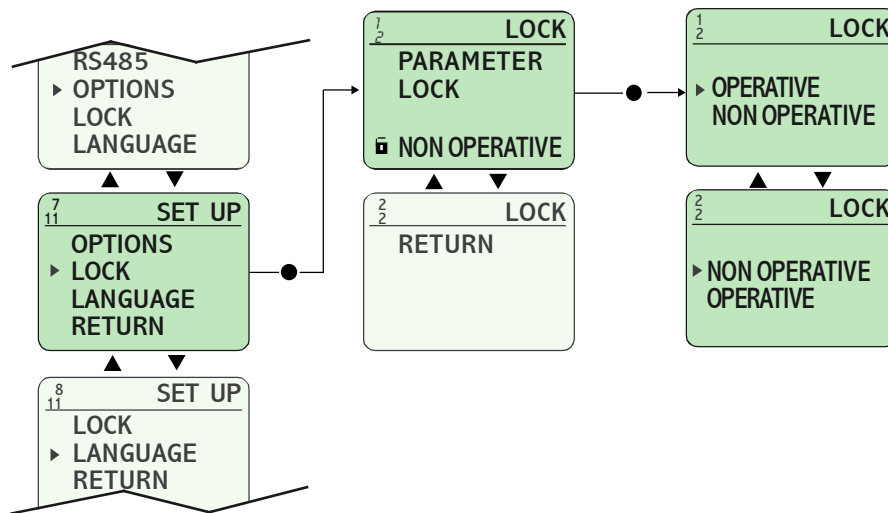 RS485
OPTIONS
LOCK
LANGUAGE
7
11 SET UP
OPTIONS
LOCK
LANGUAGE
RETURN
8
11 SET UP
LOCK
LANGUAGE
RETURN
1
2 LOCK
PARAMETER
LOCK
NON OPERATIVE
2
2 LOCK
RETURN
1
2 LOCK
OPERATIVE
NON OPERATIVE
2
2 LOCK
NON OPERATIVE
OPERATIVE